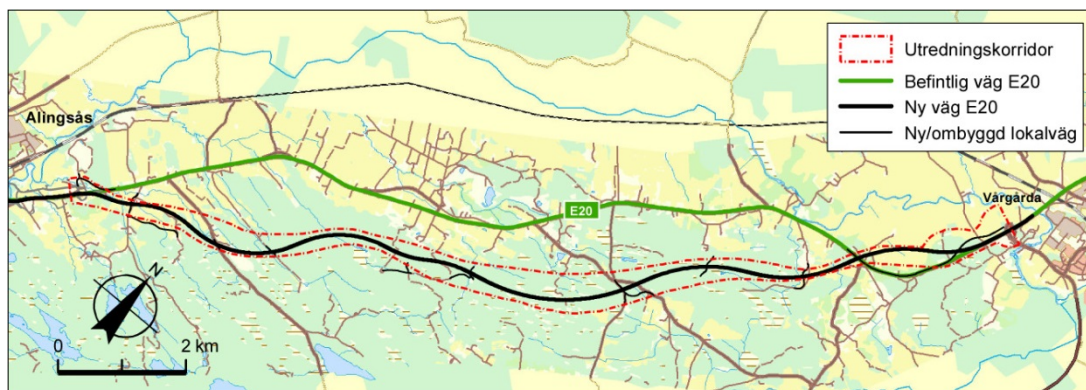 Utredningskorridor
Befintlig väg E20
Ny väg E20
Ny/ombyggd lokalväg
Alingsås
Vårgårda
E20
N
0 2 km